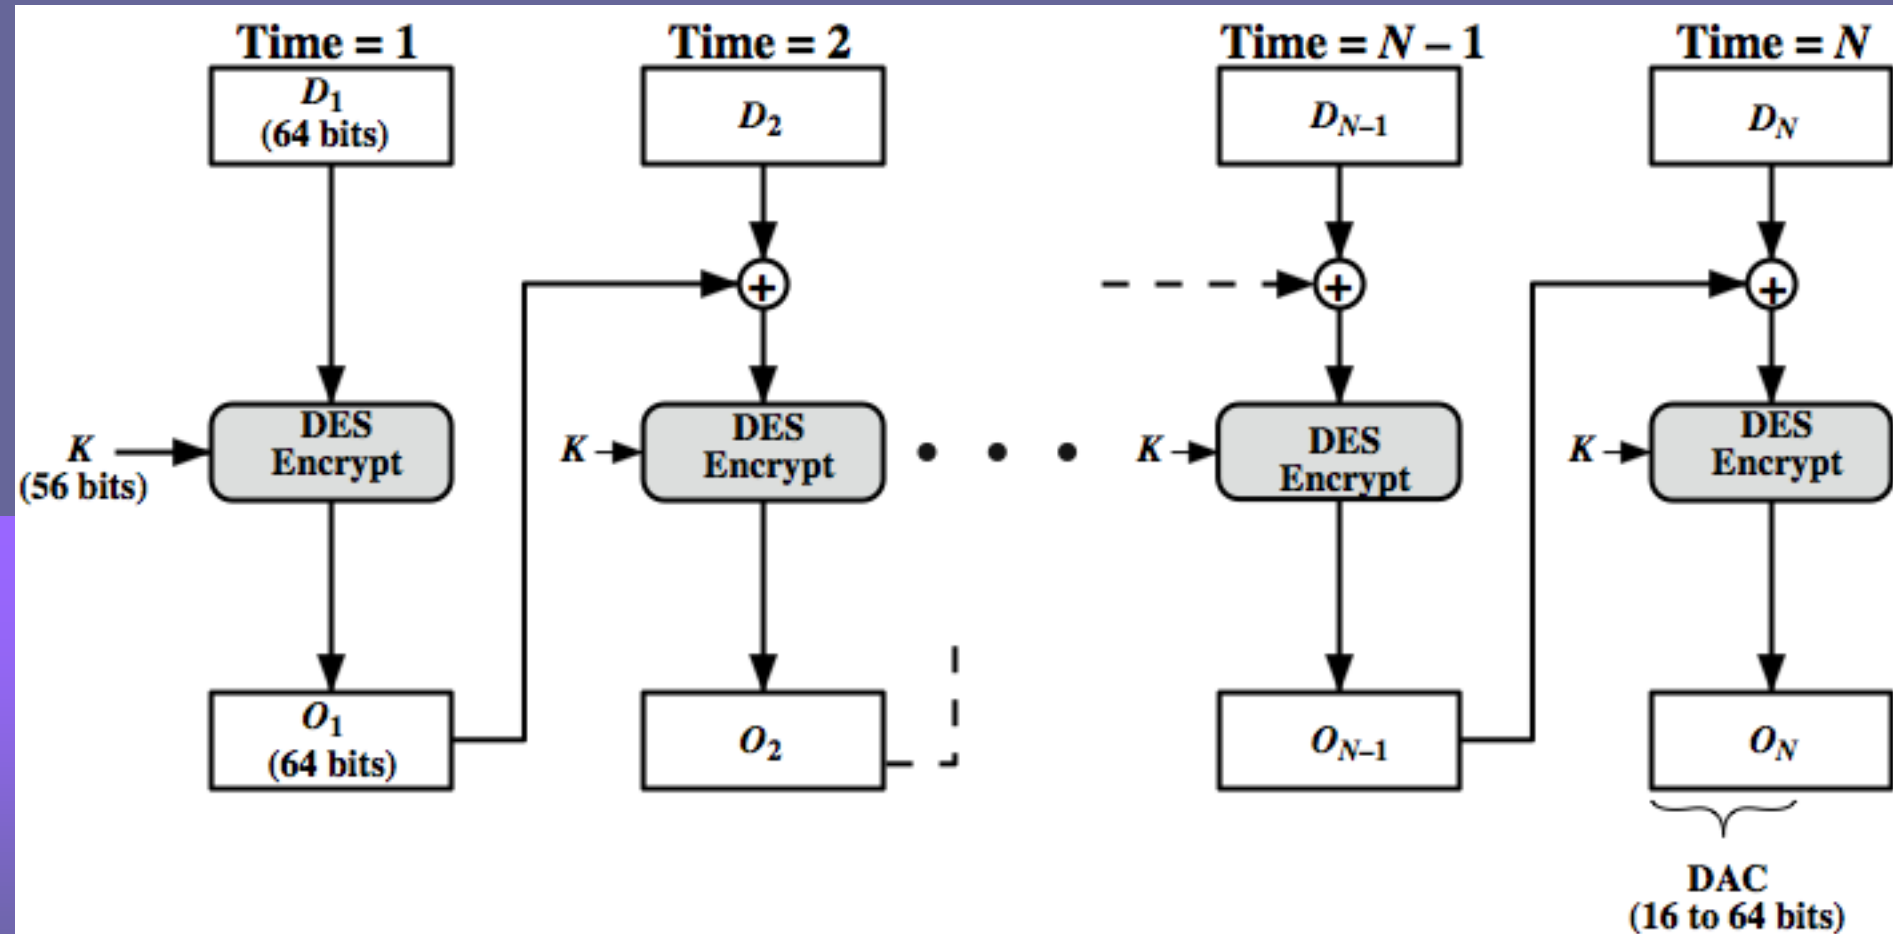 Time = 1
Time = 2
Time = N – 1
Time = N
D1
(64 bits)
D2
DN–1
DN
+
+
+
K
(56 bits)
DES
Encrypt
K
DES
Encrypt
• • •
K
DES
Encrypt
K
DES
Encrypt
O1
(64 bits)
O2
ON–1
ON
DAC
(16 to 64 bits)